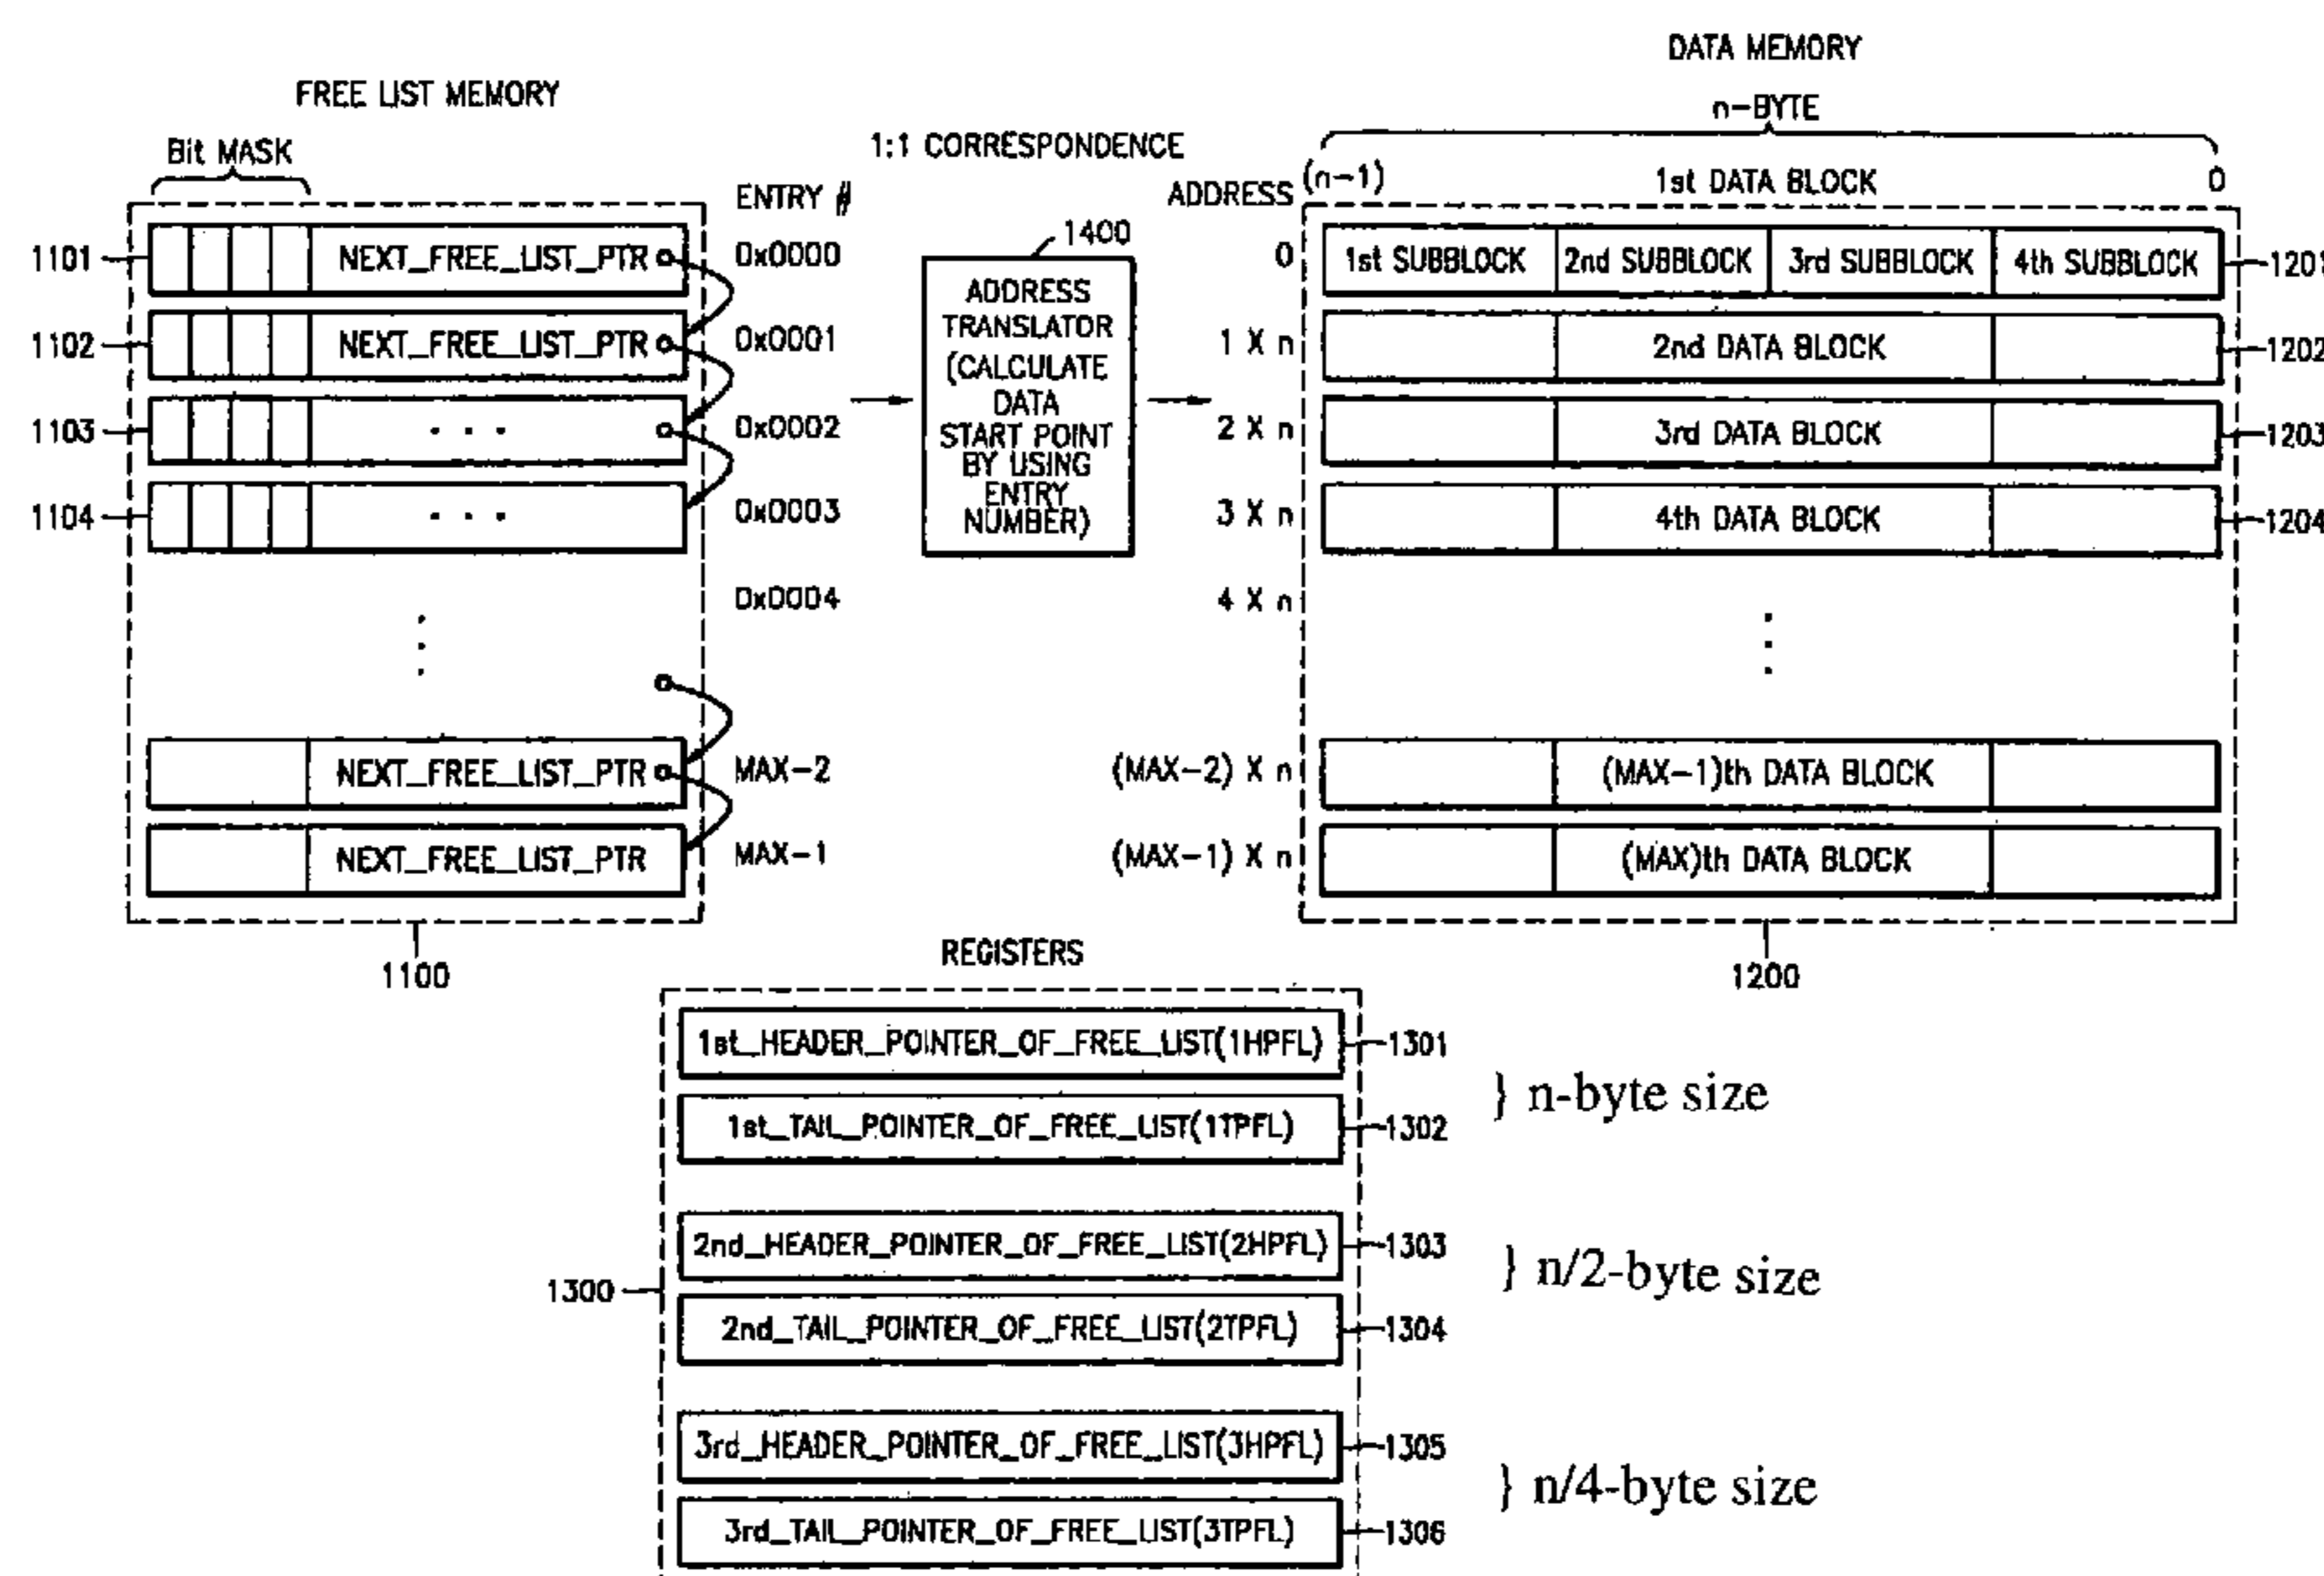 DATA MEMORY
FREE LIST MEMORY
n-BYTE
Bit MASK
1:1 CORRESPONDENCE
ENTRY #
ADDRESS
(n-1)
1st DATA BLOCK
0
1101
NEXT_FREE_LIST_PTR
0x0000
1400
0
1st SUBBLOCK
2nd SUBBLOCK
3rd SUBBLOCK
4th SUBBLOCK
1201
1102
NEXT_FREE_LIST_PTR
0x0001
ADDRESS
TRANSLATOR
(CALCULATE
DATA
START POINT
BY USING
ENTRY
NUMBER)
1 X n
2nd DATA BLOCK
1202
1103
. . .
0x0002
2 X n
3rd DATA BLOCK
1203
1104
. . .
0x0003
3 X n
4th DATA BLOCK
1204
0x0004
4 X n
NEXT_FREE_LIST_PTR
MAX-2
(MAX-2) X n
(MAX-1)th DATA BLOCK
NEXT_FREE_LIST_PTR
MAX-1
(MAX-1) X n
(MAX)th DATA BLOCK
1100
REGISTERS
1200
1st_HEADER_POINTER_OF_FREE_LIST(1HPFL)
1301
} n-byte size
1st_TAIL_POINTER_OF_FREE_LIST(1TPFL)
1302
2nd_HEADER_POINTER_OF_FREE_LIST(2HPFL)
1303
1300
} n/2-byte size
2nd_TAIL_POINTER_OF_FREE_LIST(2TPFL)
1304
3rd_HEADER_POINTER_OF_FREE_LIST(3HPFL)
1305
} n/4-byte size
3rd_TAIL_POINTER_OF_FREE_LIST(3TPFL)
1306